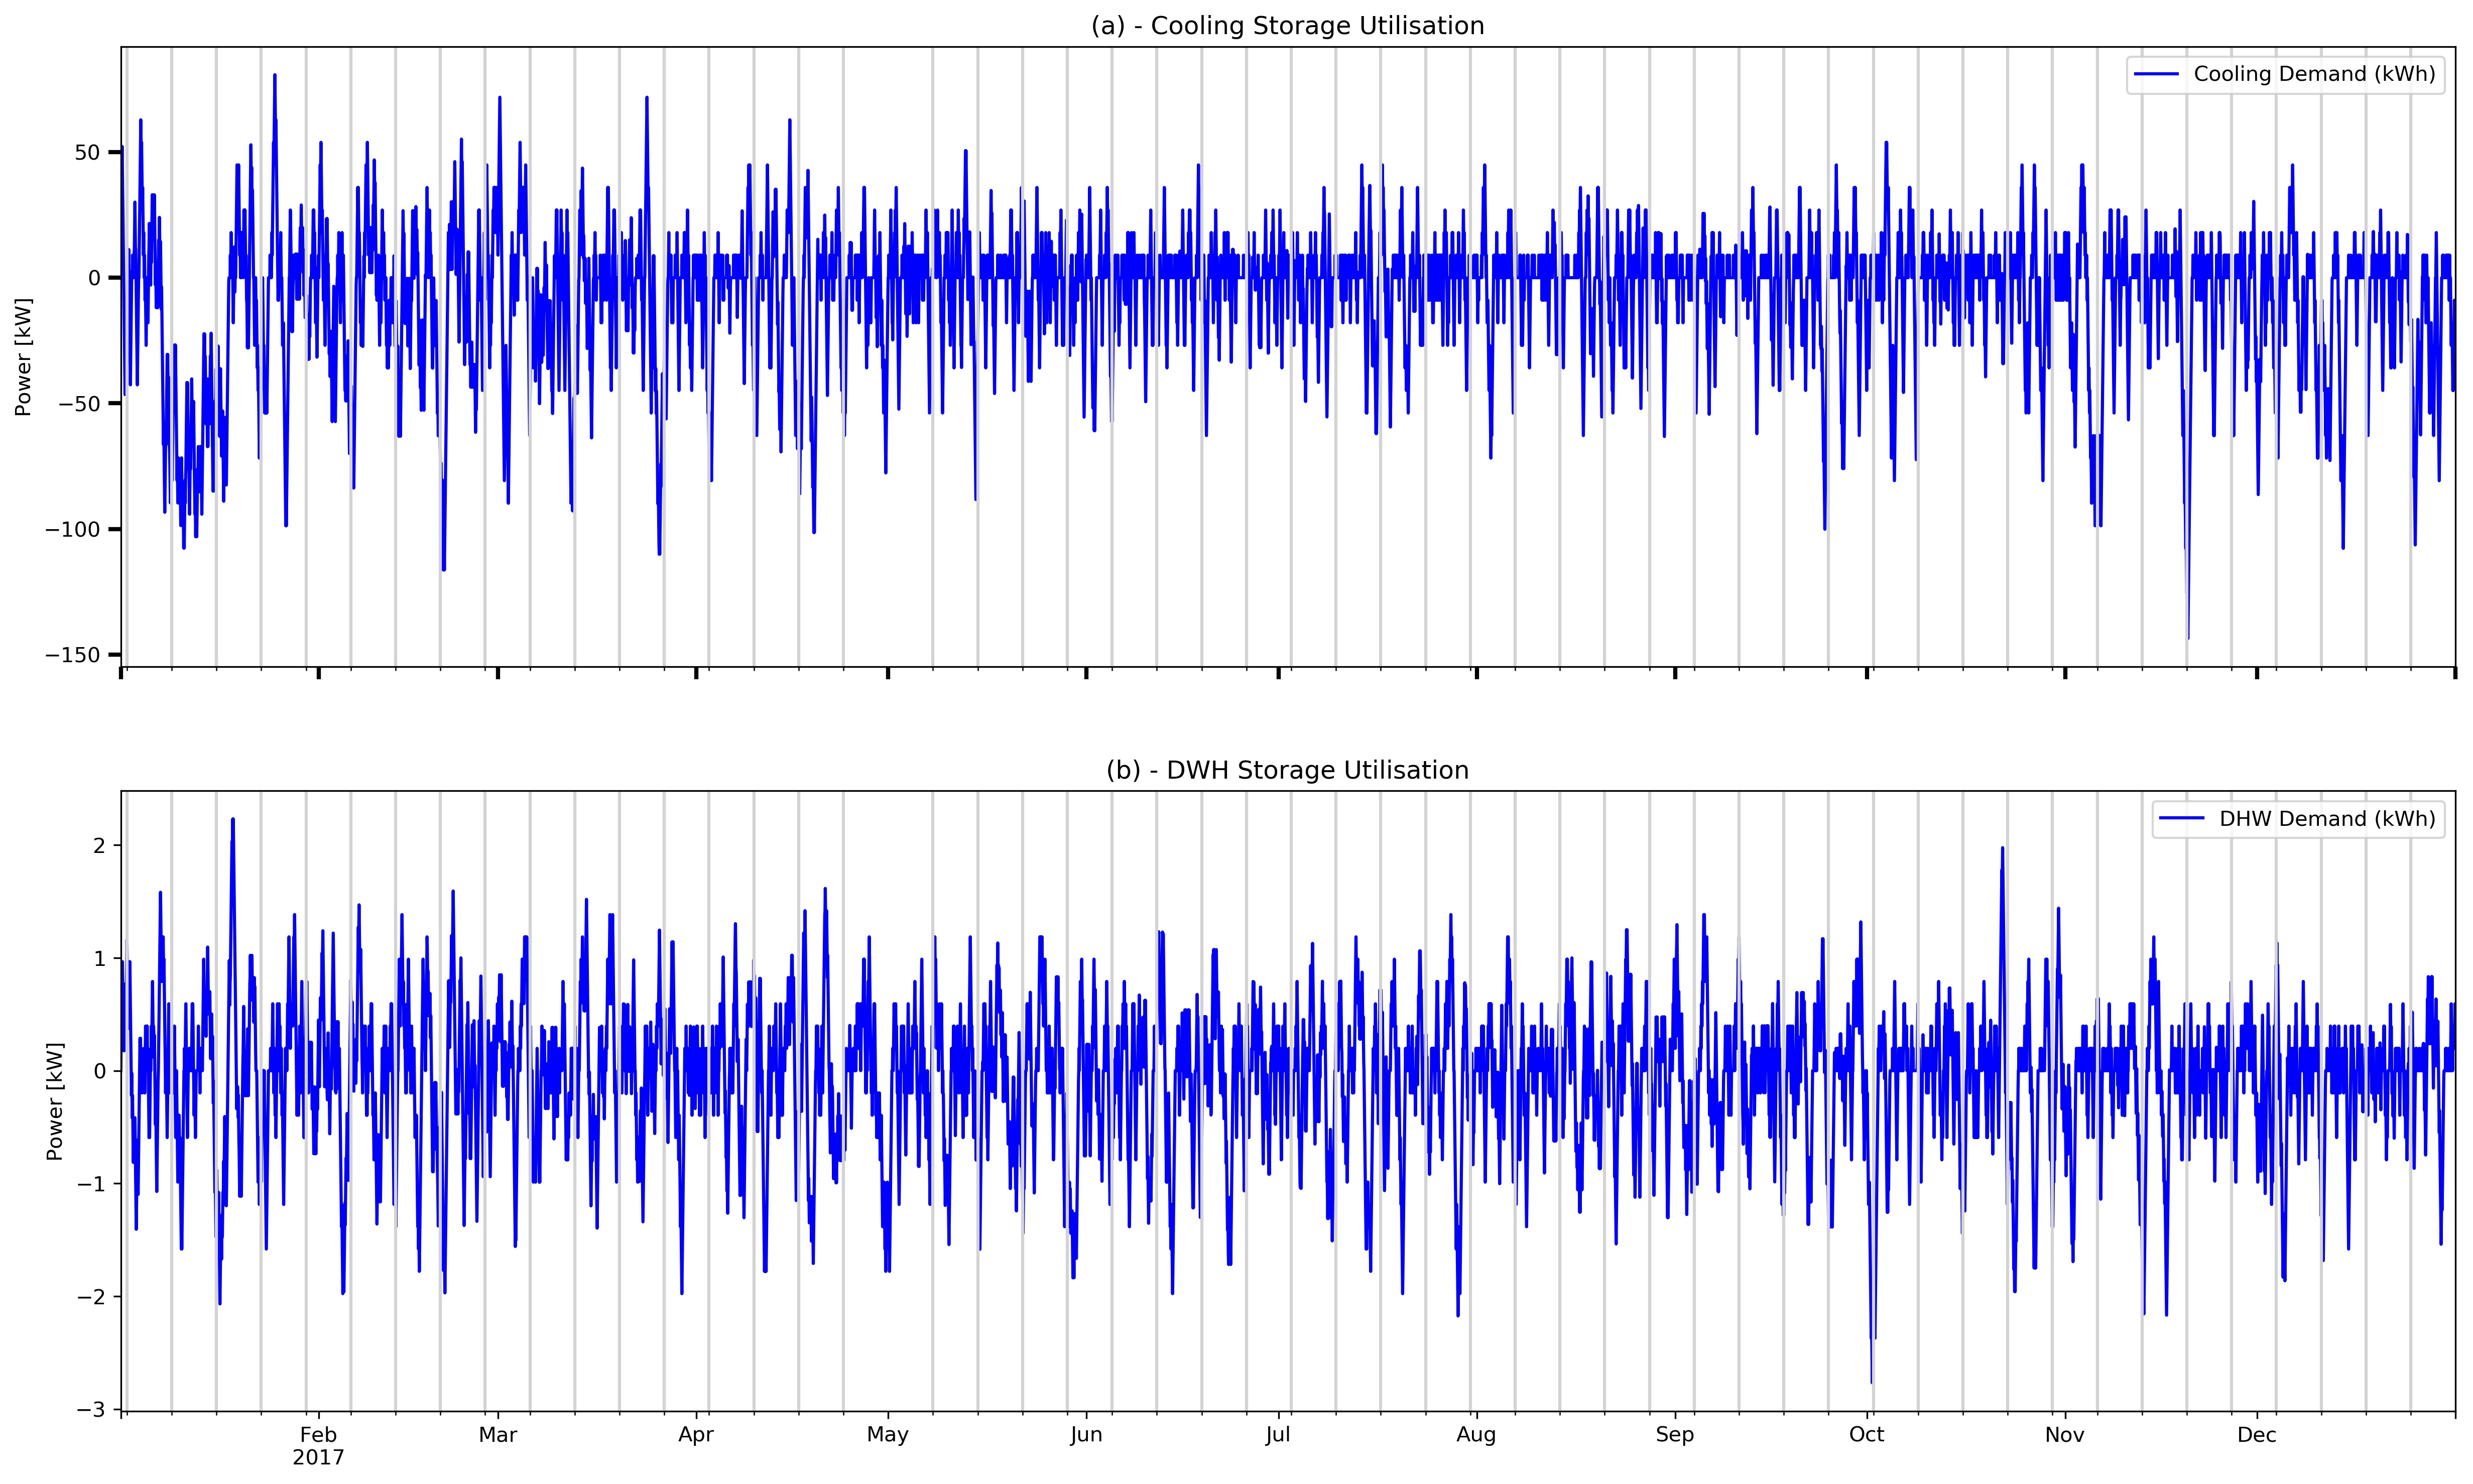 (a) - Cooling Storage Utilisation
Cooling Demand (kWh)
Power [kW]
50
0
−50
−100
−150
(b) - DWH Storage Utilisation
DHW Demand (kWh)
Power [kW]
2
1
0
−1
−2
−3
Feb Mar Apr May Jun Jul Aug Sep Oct Nov Dec
2017